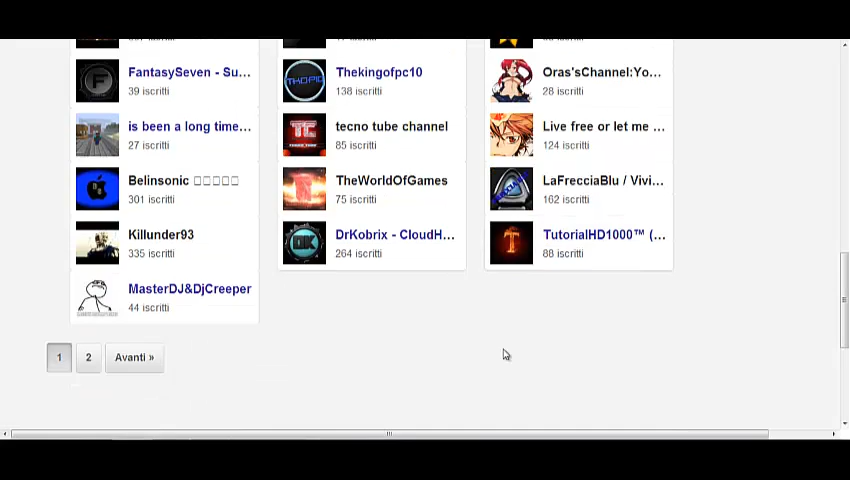 FantasySeven - Su...
39 iscritti
is been a long time...
27 iscritti
Belinsonic
301 iscritti
Killunder93
335 iscritti
MasterDJ&DjCreeper
44 iscritti
Thekingofpc10
138 iscritti
tecno tube channel
85 iscritti
TheWorldOfGames
75 iscritti
DrKobrix - CloudH...
264 iscritti
Oras'sChannel:Yo...
28 iscritti
Live free or let me ...
124 iscritti
LaFrecciaBlu / Vivi...
162 iscritti
TutorialHD1000™ (...
88 iscritti
1 2 Avanti »